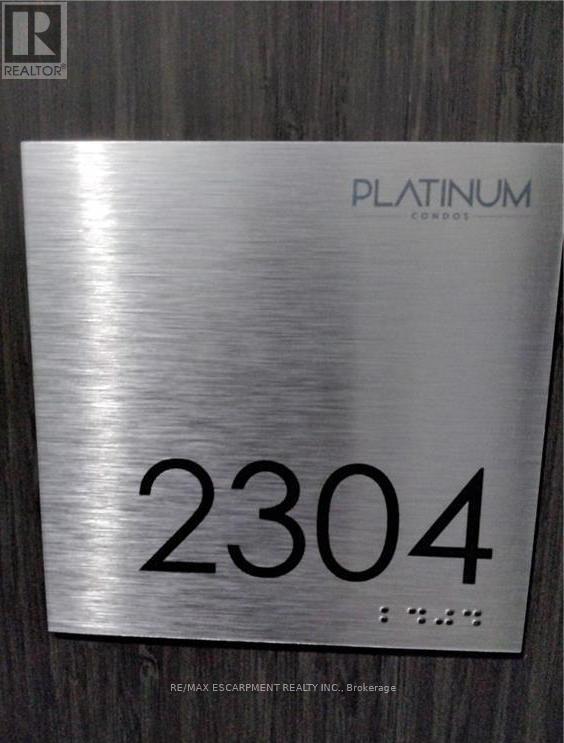 R
REALTOR®
PLATINUM
CONDOS
2304
RE/MAX ESCARPMENT REALTY INC., Brokerage